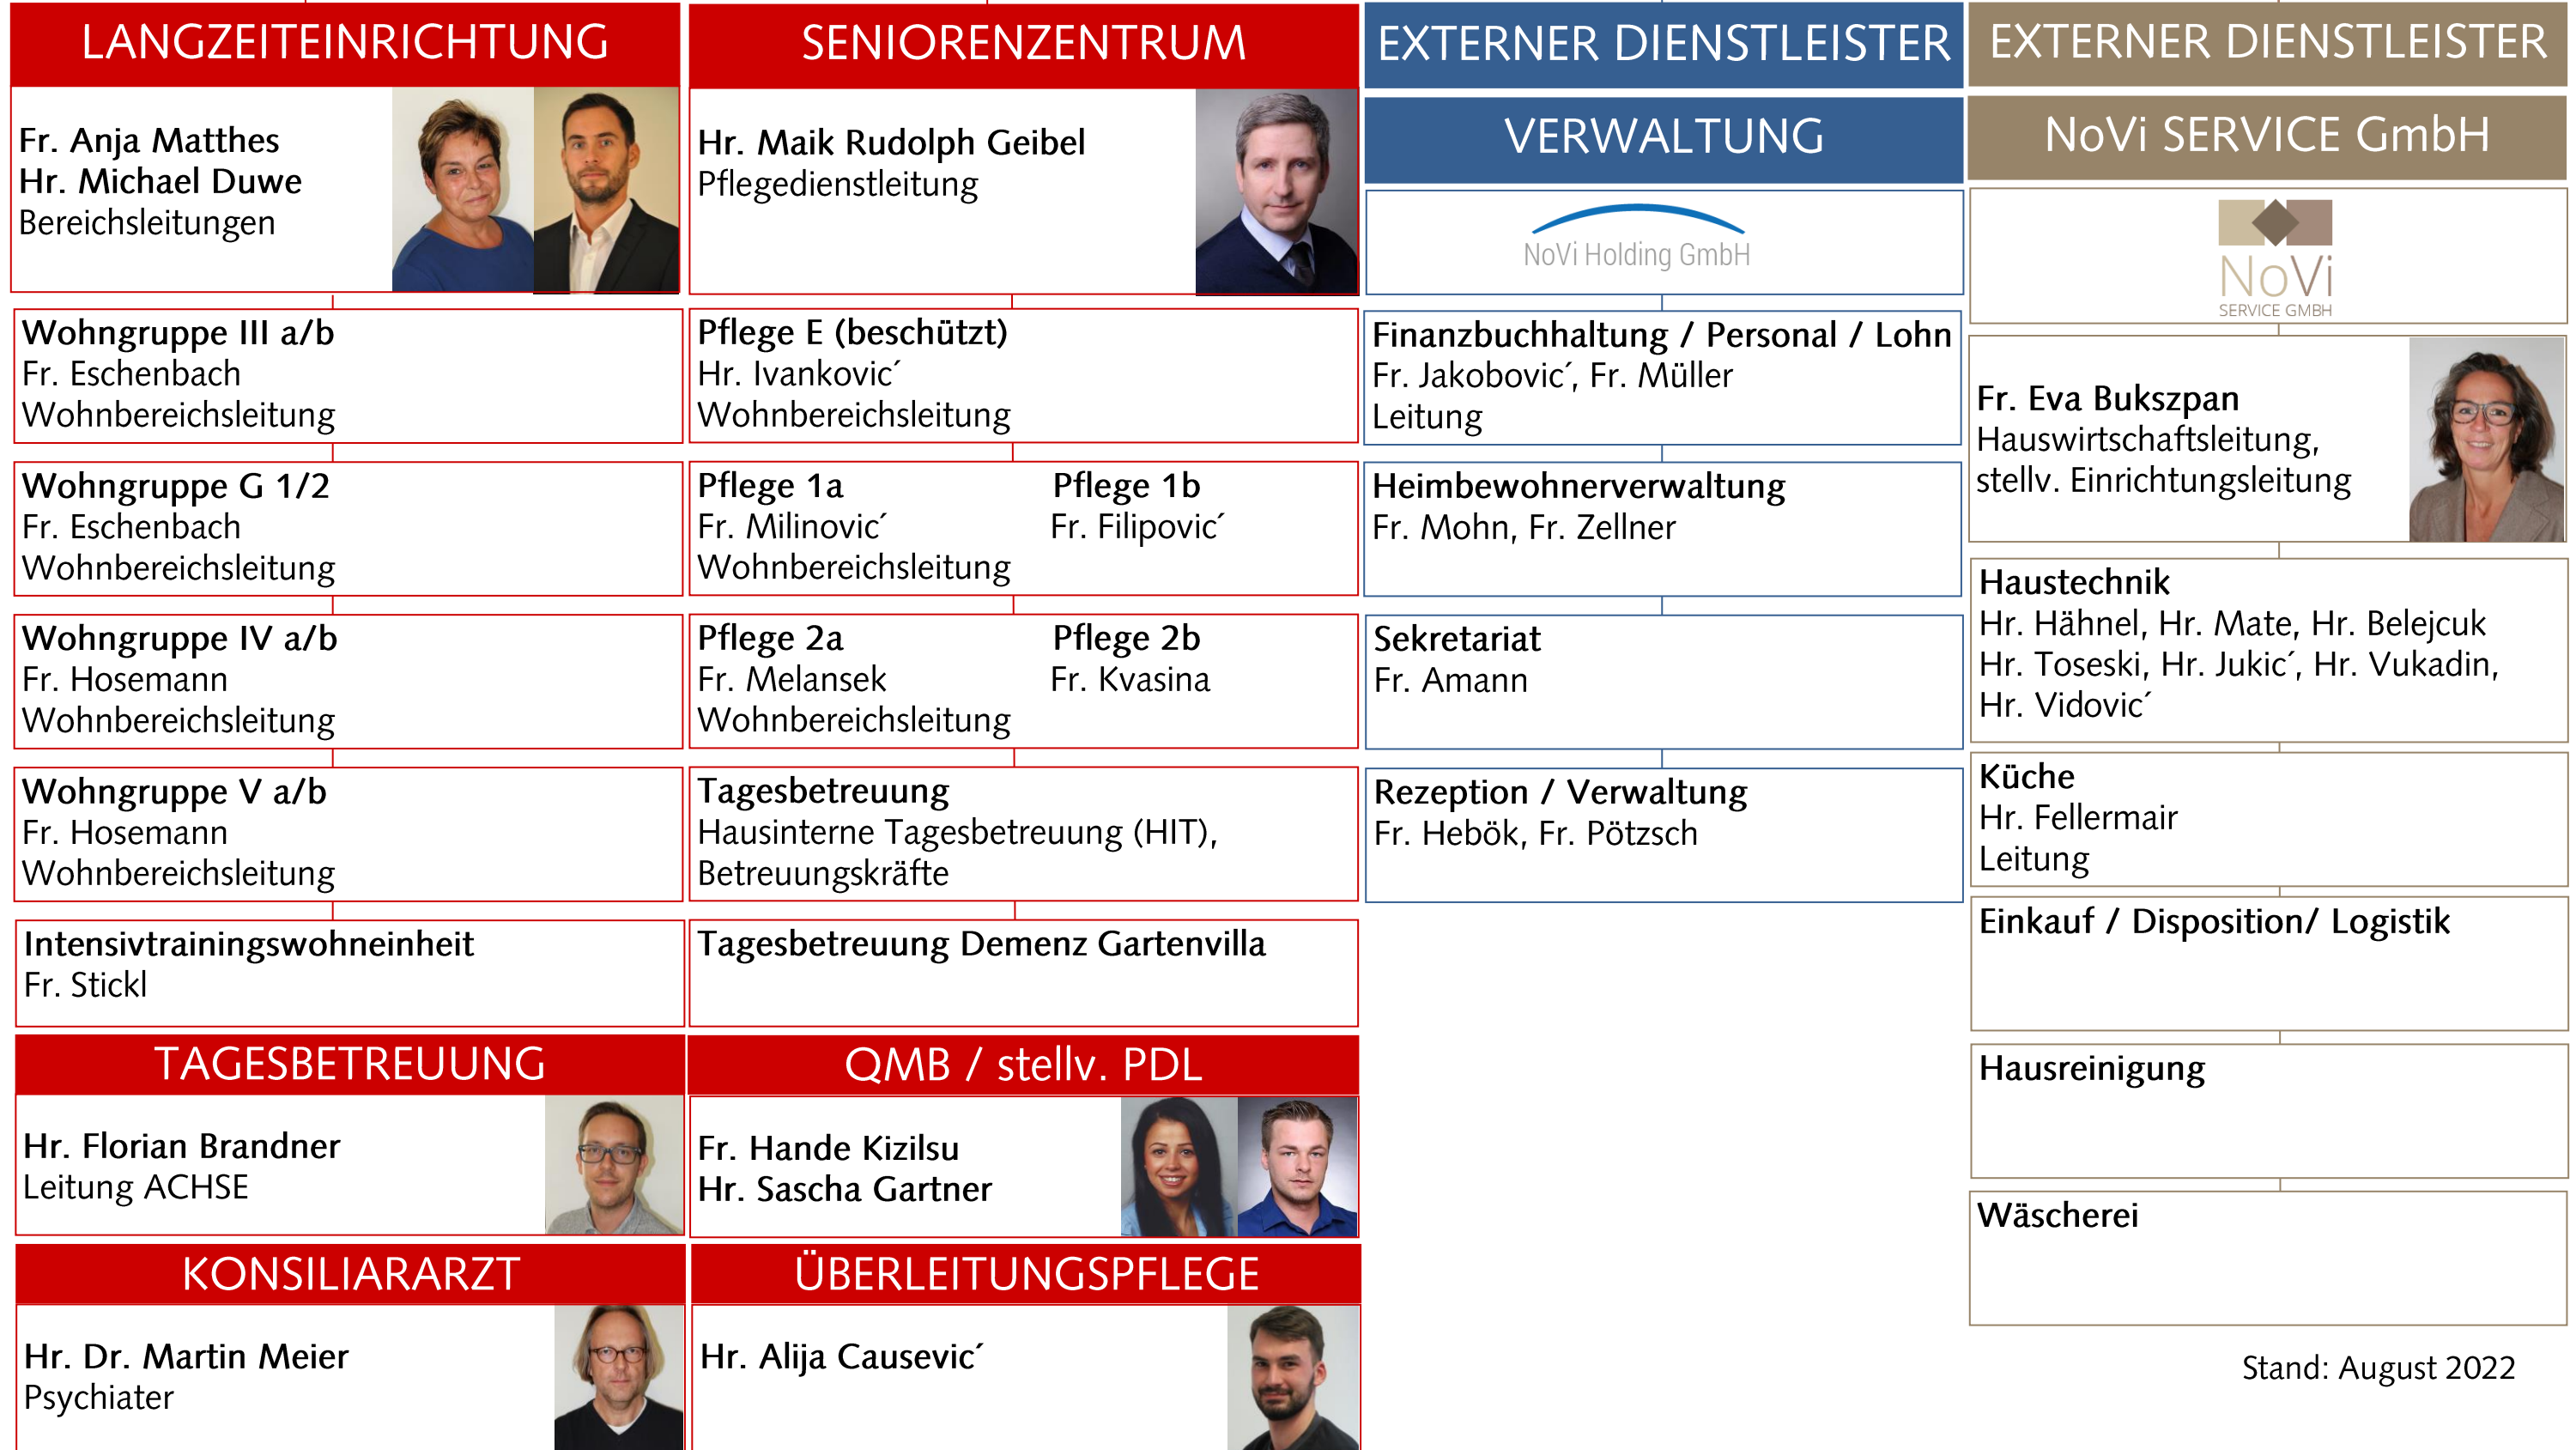 LANGZEITEINRICHTUNG
Fr. Anja Matthes
Hr. Michael Duwe
Bereichsleitungen
Wohngruppe III a/b
Fr. Eschenbach
Wohnbereichsleitung
Wohngruppe G 1/2
Fr. Eschenbach
Wohnbereichsleitung
Wohngruppe IV a/b
Fr. Hosemann
Wohnbereichsleitung
Wohngruppe V a/b
Fr. Hosemann
Wohnbereichsleitung
Intensivtrainingswohneinheit
Fr. Stickl
TAGESBETREUUNG
Hr. Florian Brandner
Leitung ACHSE
KONSILIARARZT
Hr. Dr. Martin Meier
Psychiater
SENIORENZENTRUM
Hr. Maik Rudolph Geibel
Pflegedienstleitung
Pflege E (beschützt)
Hr. Ivankovic´
Wohnbereichsleitung
Pflege 1a Pflege 1b
Fr. Milinovic´ Fr. Filipovic´
Wohnbereichsleitung
Pflege 2a Pflege 2b
Fr. Melansek Fr. Kvasina
Wohnbereichsleitung
Tagesbetreuung
Hausinterne Tagesbetreuung (HIT),
Betreuungskräfte
Tagesbetreuung Demenz Gartenvilla
QMB / stellv. PDL
Fr. Hande Kizilsu
Hr. Sascha Gartner
ÜBERLEITUNGSPFLEGE
Hr. Alija Causevic´
EXTERNER DIENSTLEISTER
VERWALTUNG
NoVi Holding GmbH
Finanzbuchhaltung / Personal / Lohn
Fr. Jakobovic´, Fr. Müller
Leitung
Heimbewohnerverwaltung
Fr. Mohn, Fr. Zellner
Sekretariat
Fr. Amann
Rezeption / Verwaltung
Fr. Hebök, Fr. Pötzsch
EXTERNER DIENSTLEISTER
NoVi SERVICE GmbH
NoVi
SERVICE GMBH
Fr. Eva Bukszpan
Hauswirtschaftsleitung,
stellv. Einrichtungsleitung
Haustechnik
Hr. Hähnel, Hr. Mate, Hr. Belejcuk
Hr. Toseski, Hr. Jukic´, Hr. Vukadin,
Hr. Vidovic´
Küche
Hr. Fellermair
Leitung
Einkauf / Disposition/ Logistik
Hausreinigung
Wäscherei
Stand: August 2022